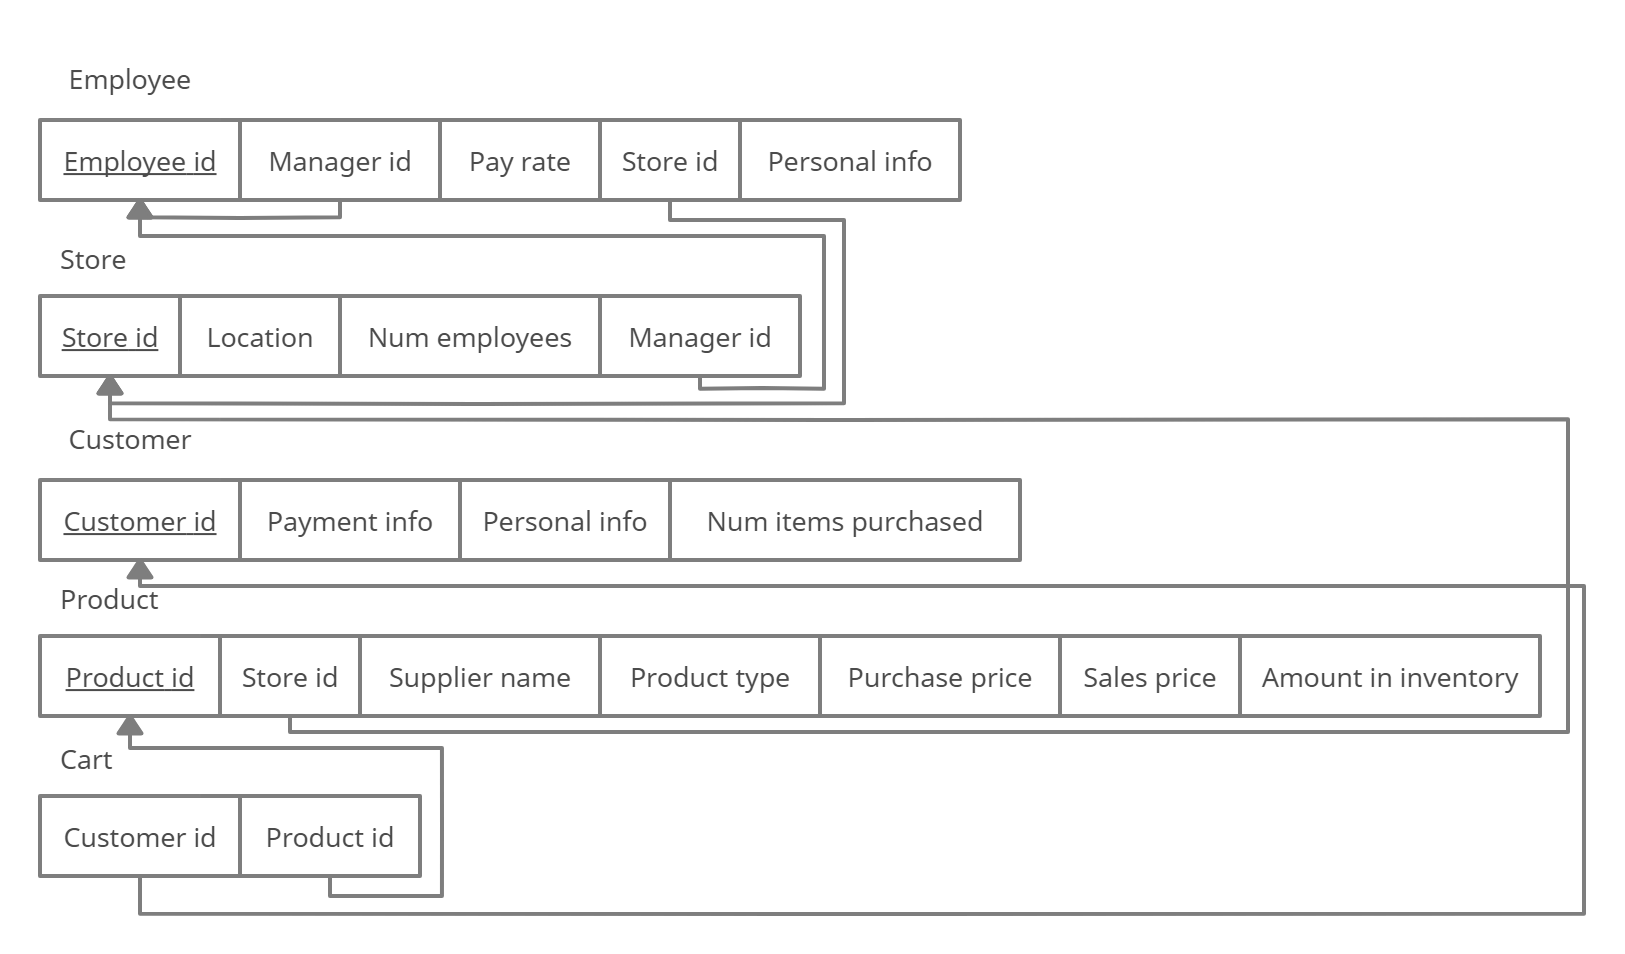 Employee
Employee id Manager id Pay rate Store id Personal info
Store
Store id Location Num employees Manager id
Customer
Customer id Payment info Personal info Num items purchased
Product
Product id Store id Supplier name Product type Purchase price Sales price Amount in inventory
Cart
Customer id Product id